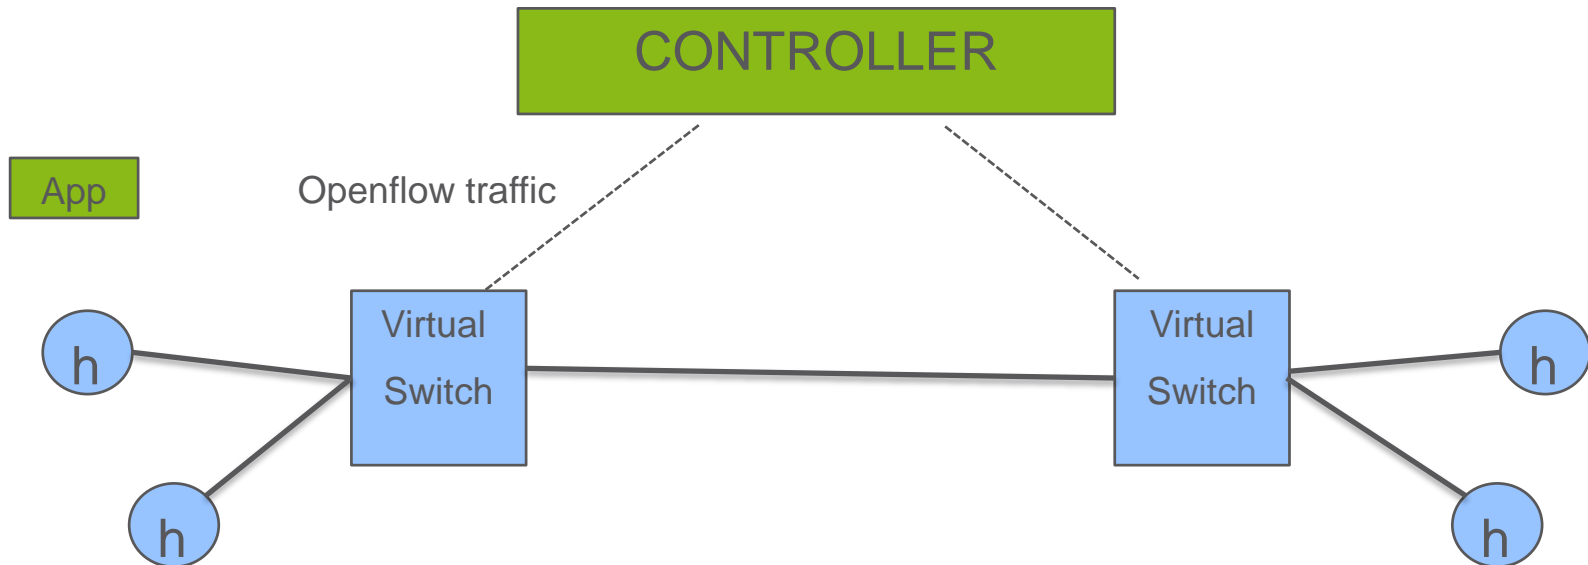 CONTROLLER
App
Openflow traffic
Virtual
Switch
Virtual
Switch
h
h
h
h